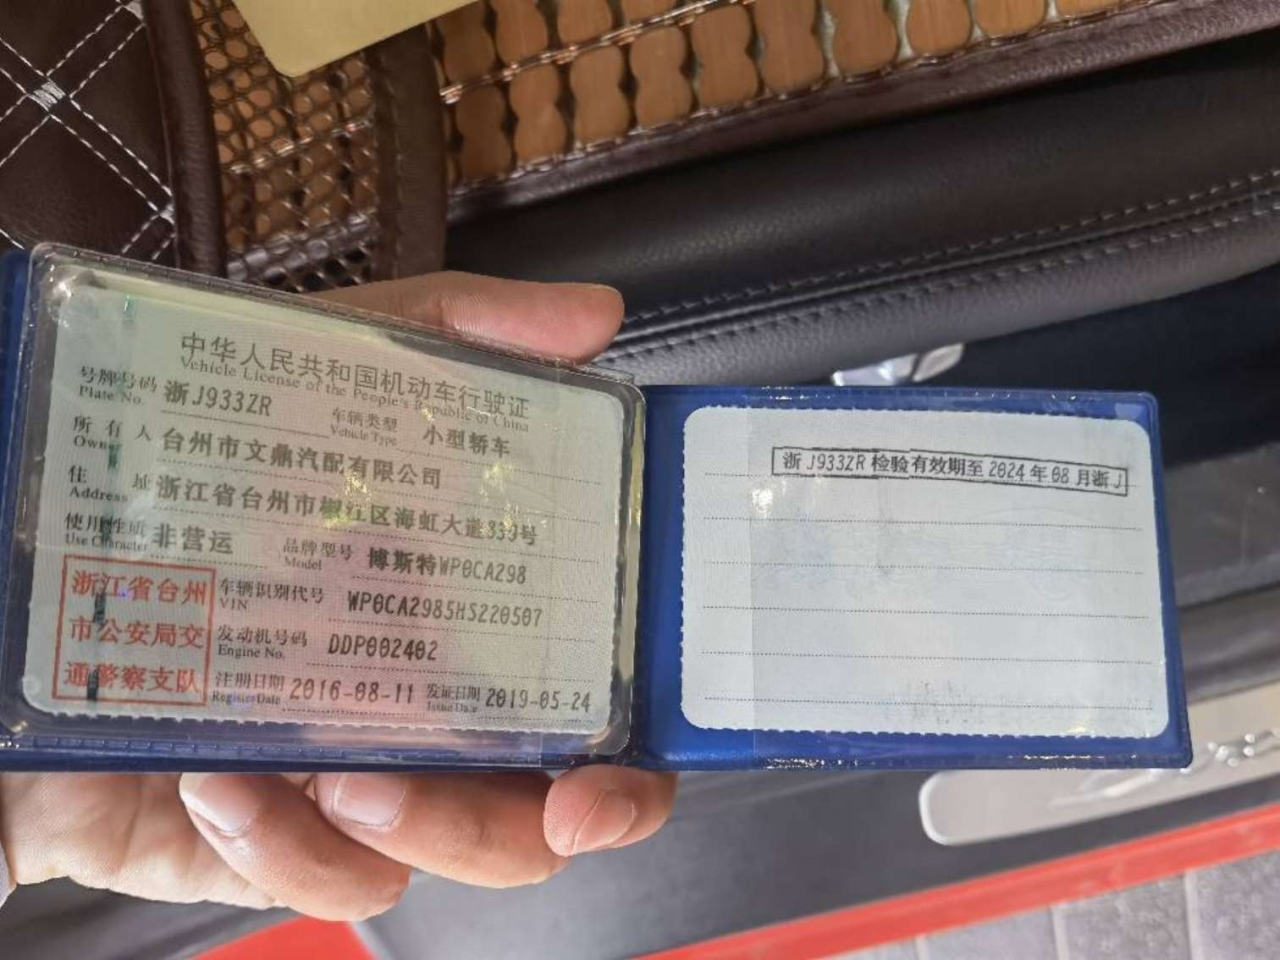 中华人民共和国机动车行驶证
Vehicle License of the People's Republic of China
号牌号码 浙J933ZR 车辆类型 小型轿车
Plate No. Vehicle Type
所有人 台州市文鼎汽配有限公司
Owner
住址 浙江省台州市椒江区海虹大道339号
Address
使用性质 非营运 品牌型号 博斯特WP0CA298
Use Character Model
浙江省台州
市公安局交
通警察支队
车辆识别代号 WP0CA2985HS220507
VIN
发动机号码 DDP002402
Engine No.
注册日期 2016-08-11 发证日期 2019-05-24
Register Date Issue Date
浙J933ZR检验有效期至2024年08月浙J